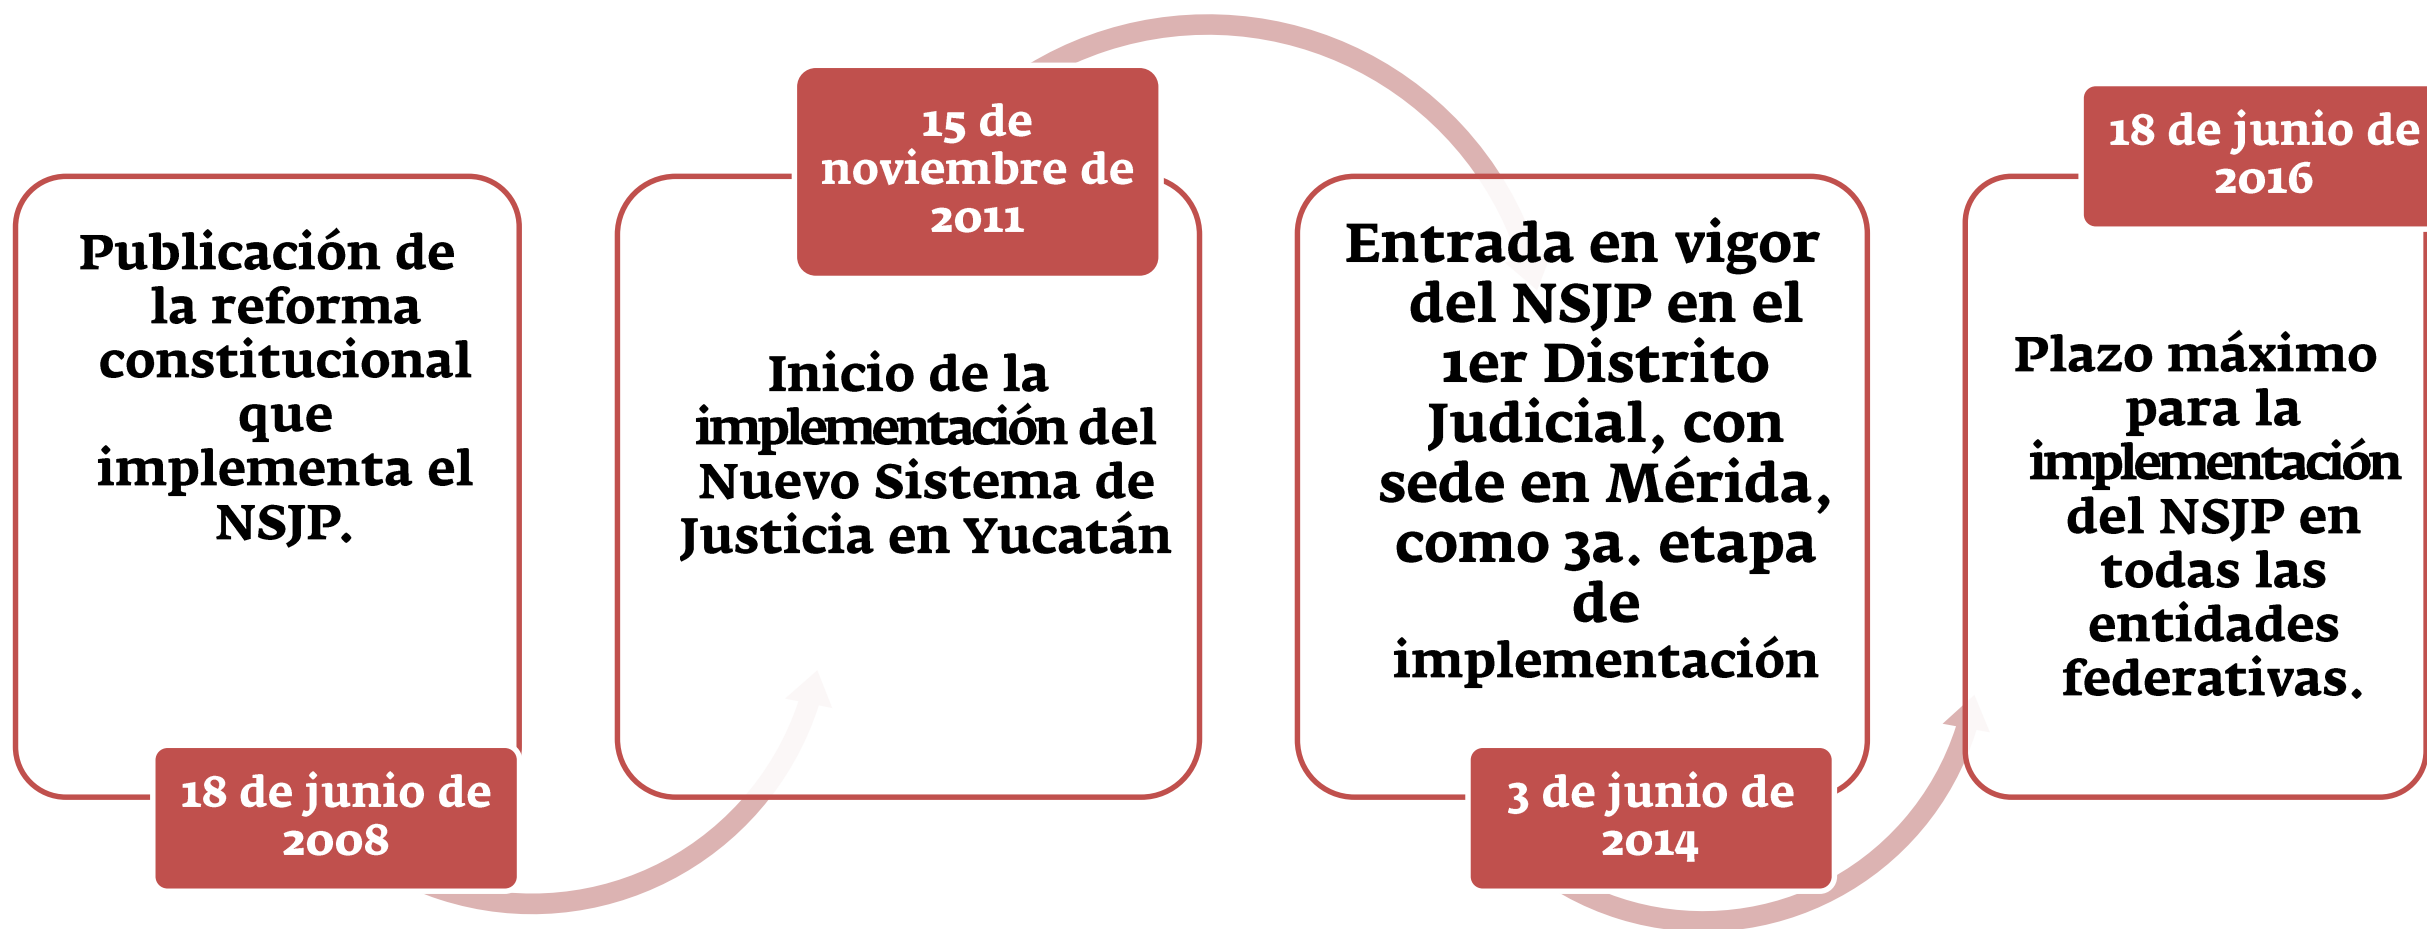 Publicación de
la reforma
constitucional
que
implementa el
NSJP.
18 de junio de
2008
15 de
noviembre de
2011
Inicio de la
implementación del
Nuevo Sistema de
Justicia en Yucatán
Entrada en vigor
del NSJP en el
1er Distrito
Judicial, con
sede en Mérida,
como 3a. etapa
de
implementación
3 de junio de
2014
18 de junio de
2016
Plazo máximo
para la
implementación
del NSJP en
todas las
entidades
federativas.